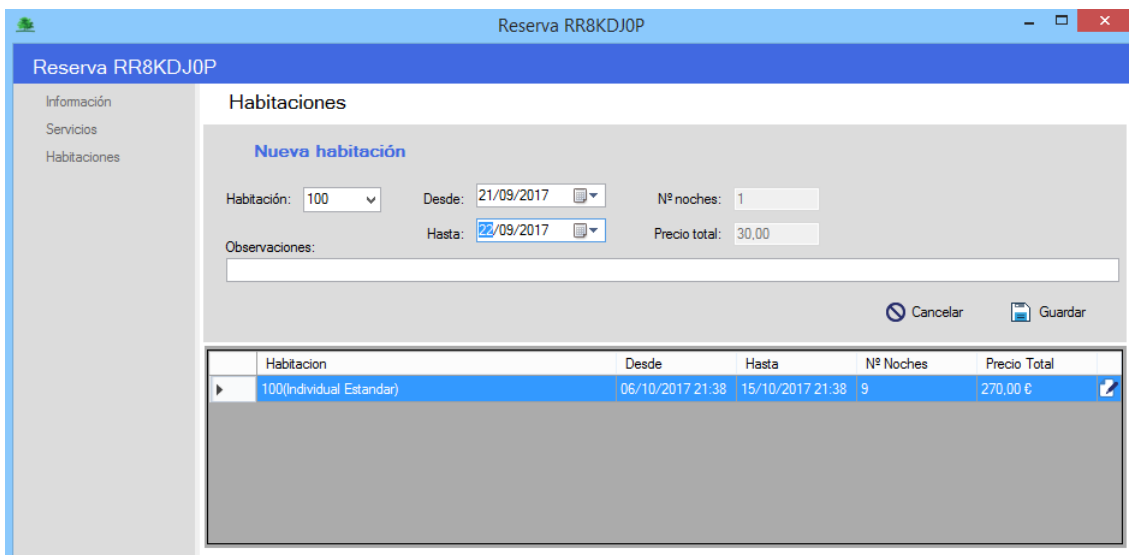 Reserva RR8KDJ0P
Reserva RR8KDJ0P
Información
Servicios
Habitaciones
Habitaciones
Nueva habitación
Habitación: 100 Desde: 21/09/2017 Nº noches: 1
Hasta: 22/09/2017 Precio total: 30,00
Observaciones:
Cancelar Guardar
Habitacion Desde Hasta Nº Noches Precio Total
100(Individual Estandar) 06/10/2017 21:38 15/10/2017 21:38 9 270,00 €